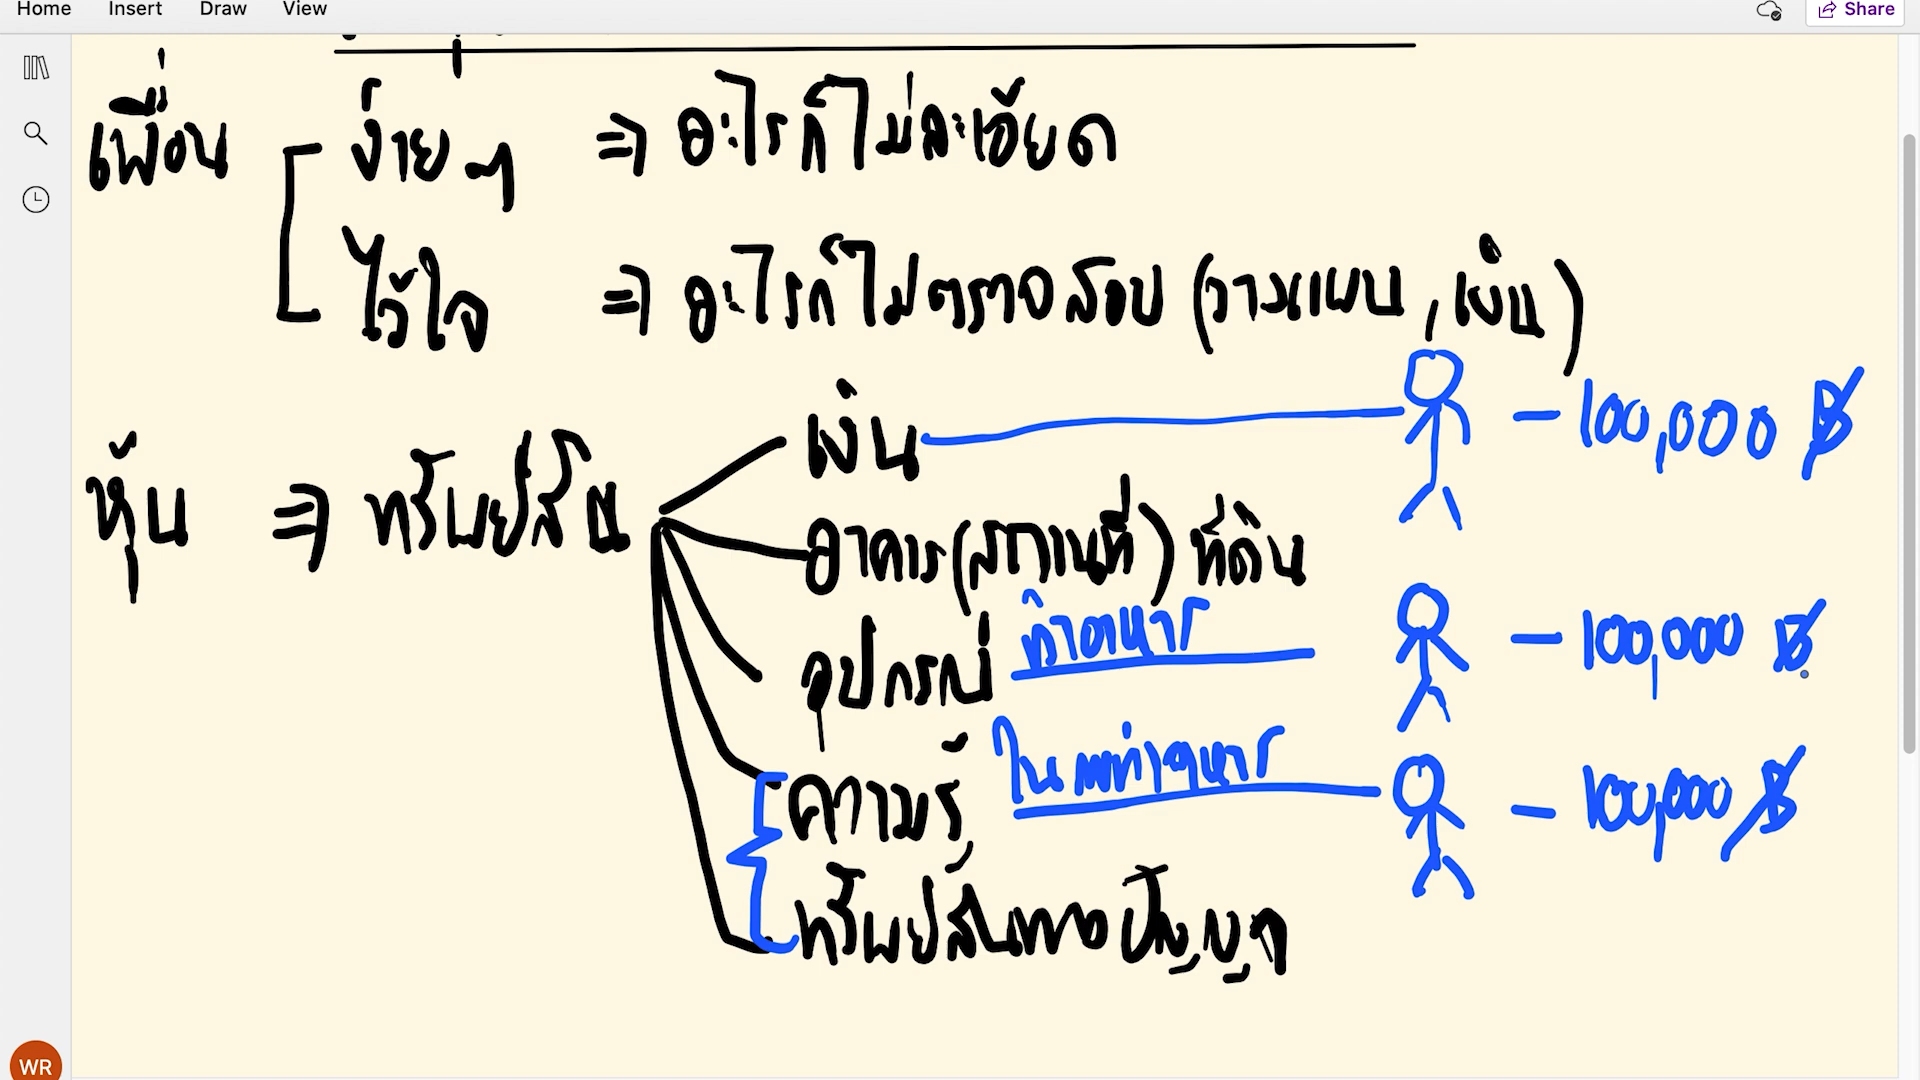 Home Insert Draw View Share
เพื่อน ง่ายๆ ⇒ อะไรก็ไม่ละเอียด
ไว้ใจ ⇒ อะไรก็ไม่ตรวจสอบ (วางแผน, เงิน)
เงิน — 100,000 ฿
หุ้น ⇒ ทรัพย์สิน
อาคาร (สถานที่) ที่ดิน
อุปกรณ์ ทำอาหาร — 100,000 ฿
ความรู้ ในการทำอาหาร — 100,000 ฿
ทรัพย์สินทางปัญญา
WR